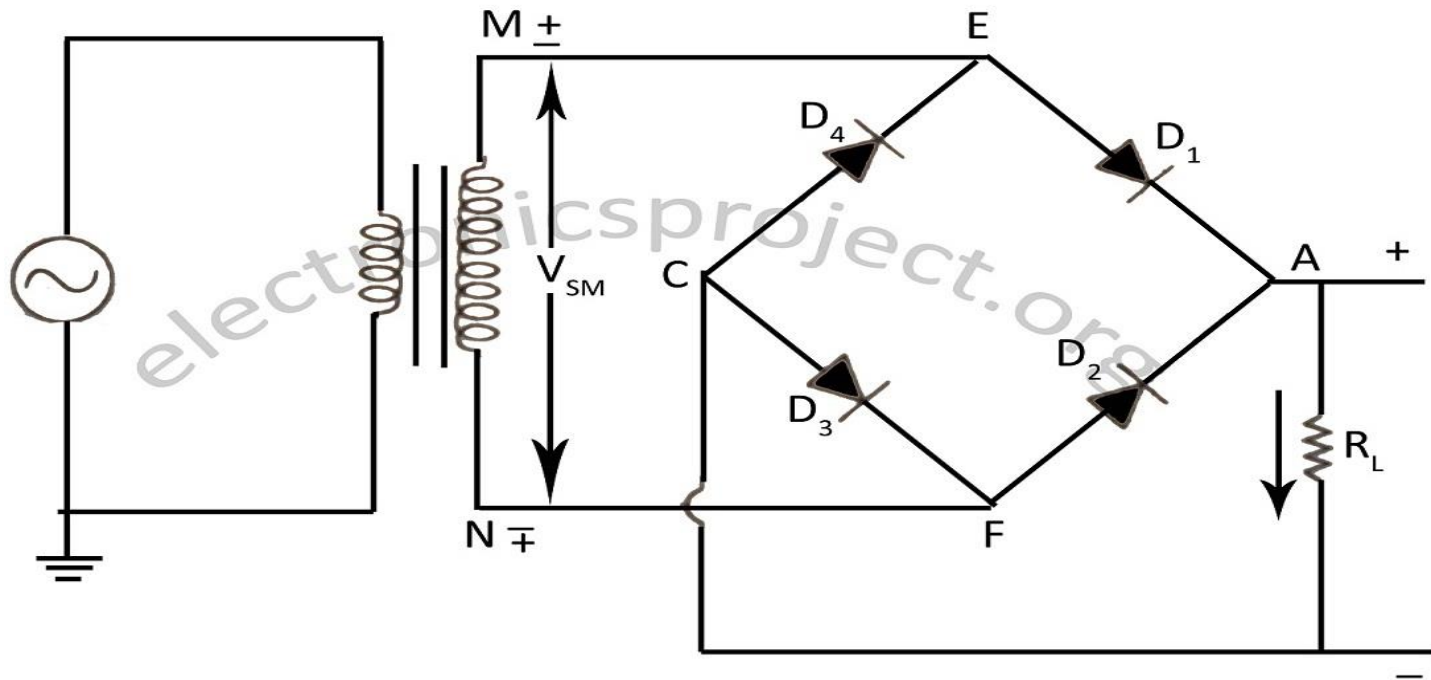 M ±
E
D4
D1
electronicsproject.org
VSM
C
A
+
D3
D2
RL
N ∓
F
−